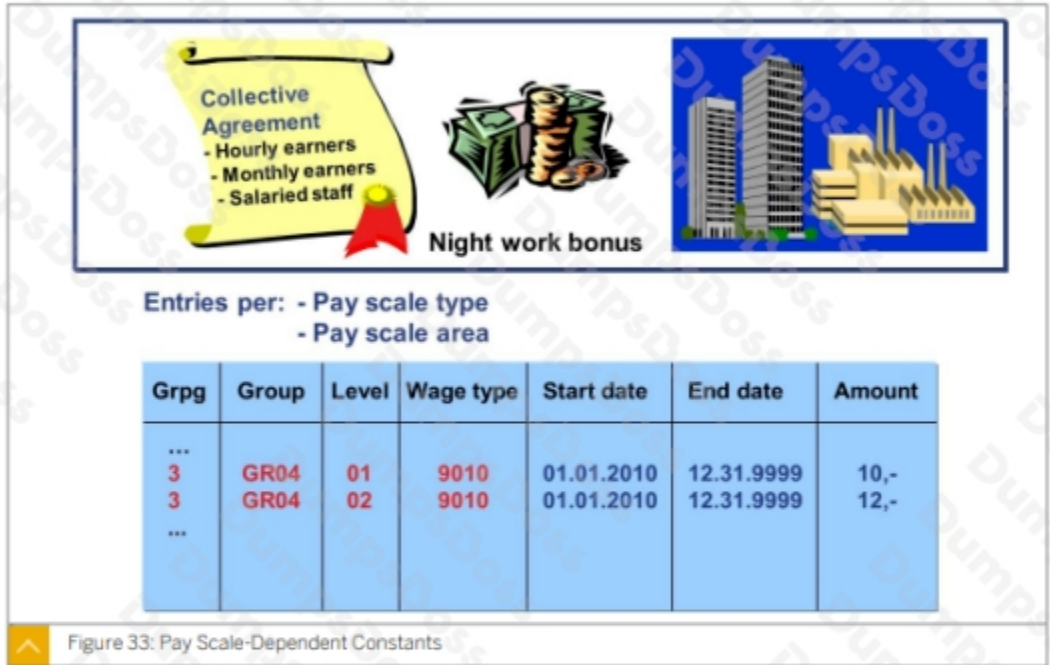 Collective
Agreement
- Hourly earners
- Monthly earners
- Salaried staff
Night work bonus
Entries per: - Pay scale type
- Pay scale area
Grpg Group Level Wage type Start date End date Amount
...
3 GR04 01 9010 01.01.2010 12.31.9999 10,-
3 GR04 02 9010 01.01.2010 12.31.9999 12,-
...
Figure 33: Pay Scale-Dependent Constants
DumpsDoss